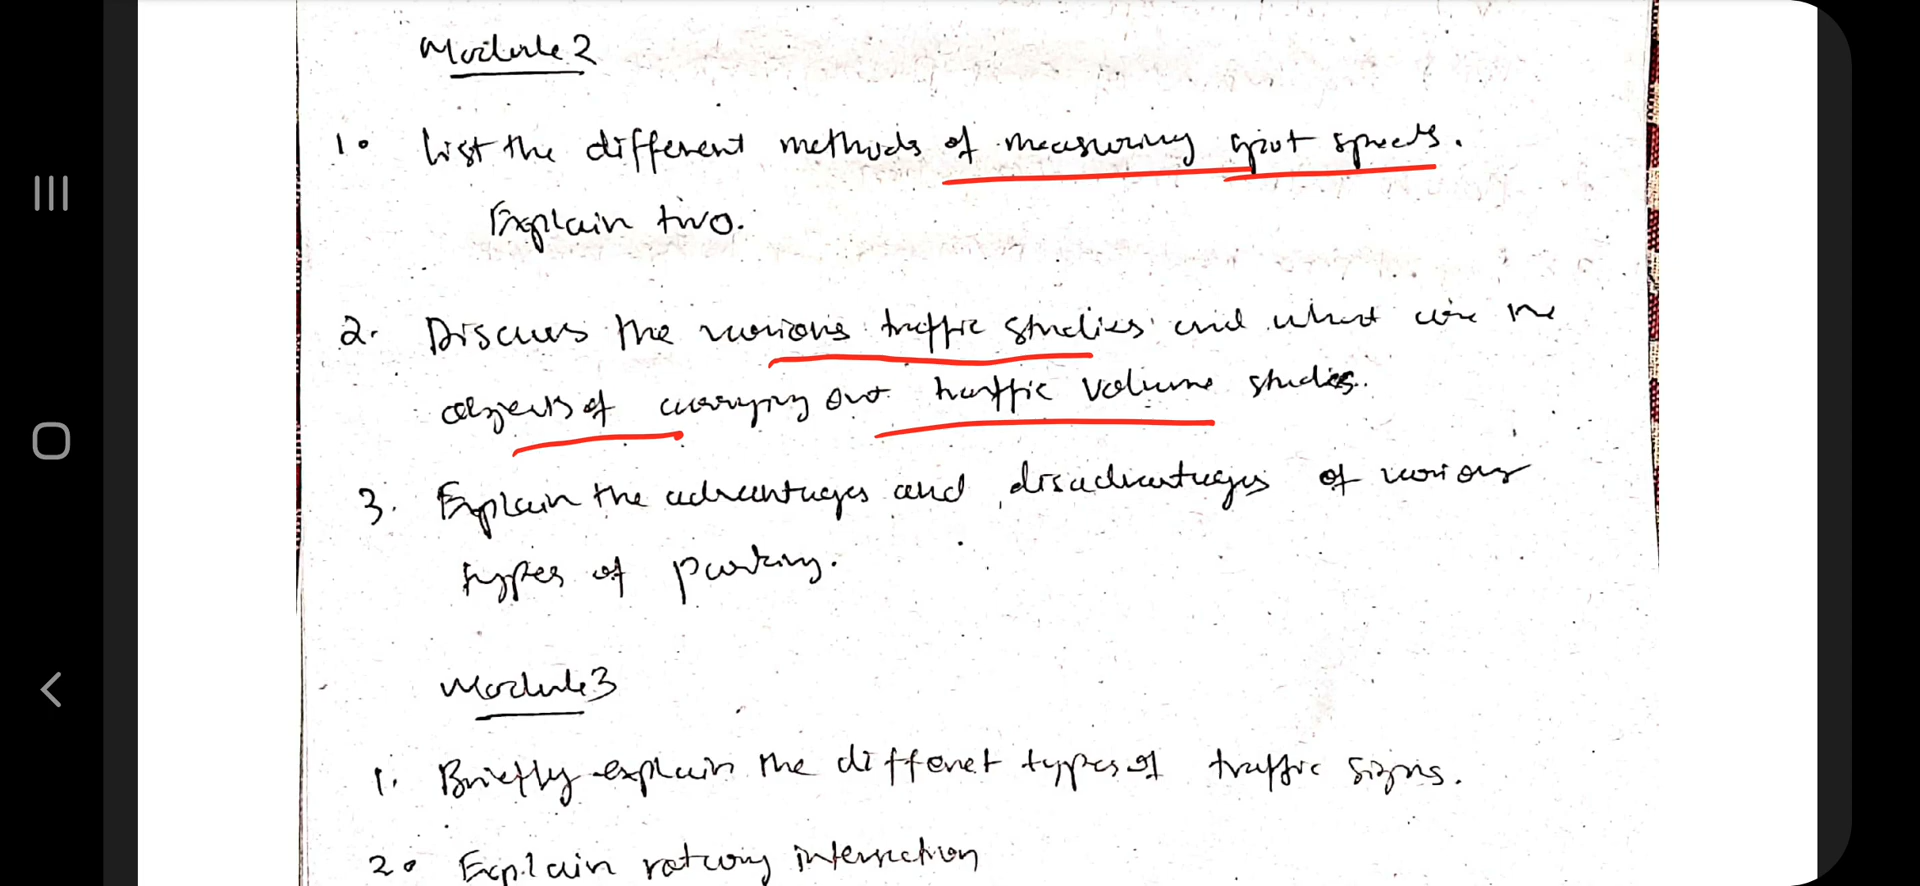 Module 2
1. List the different methods of measuring spot speeds.
Explain two.
2. Discuss the various traffic studies and what are the
objects of carrying out traffic volume studies.
3. Explain the advantages and disadvantages of various
types of parking.
Module 3
1. Briefly explain the differet types of traffic signs.
2. Explain rotary intersection